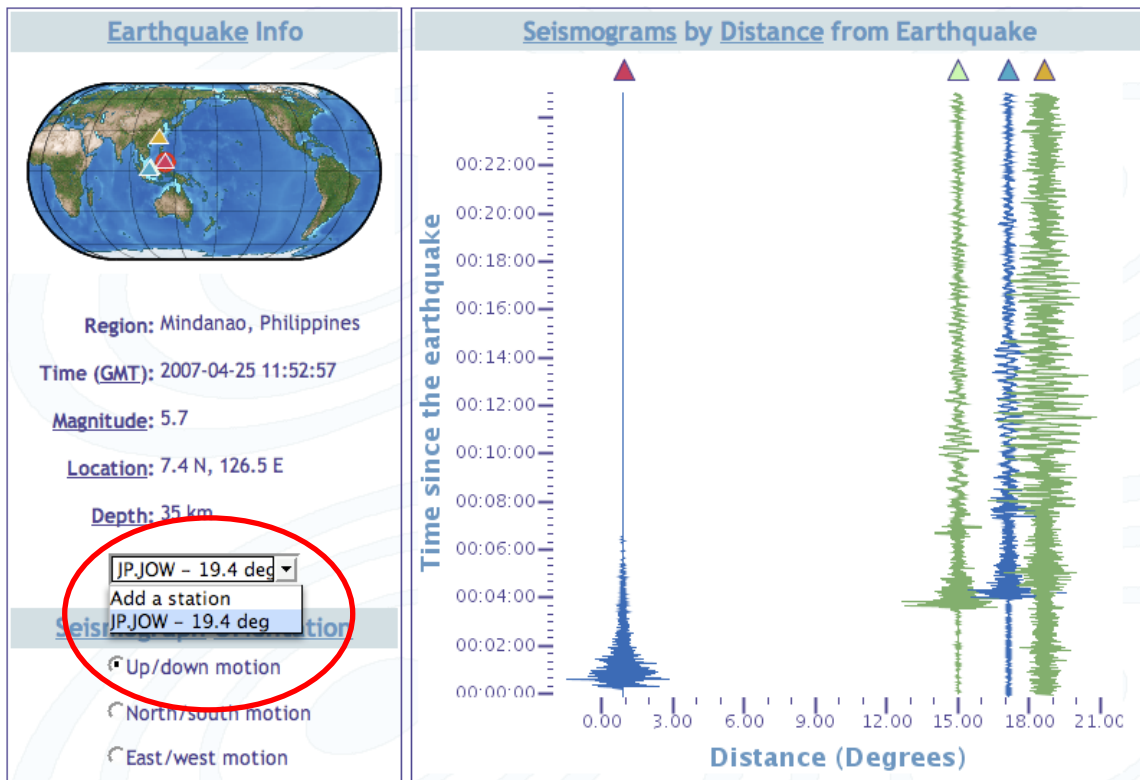 Earthquake Info
Region: Mindanao, Philippines
Time (GMT): 2007-04-25 11:52:57
Magnitude: 5.7
Location: 7.4 N, 126.5 E
Depth: 35 km
JP.JOW - 19.4 deg
Add a station
JP.JOW - 19.4 deg
Seismograph Orientation
Up/down motion
North/south motion
East/west motion
Seismograms by Distance from Earthquake
Time since the earthquake
00:22:00
00:20:00
00:18:00
00:16:00
00:14:00
00:12:00
00:10:00
00:08:00
00:06:00
00:04:00
00:02:00
00:00:00
0.00 3.00 6.00 9.00 12.00 15.00 18.00 21.00
Distance (Degrees)